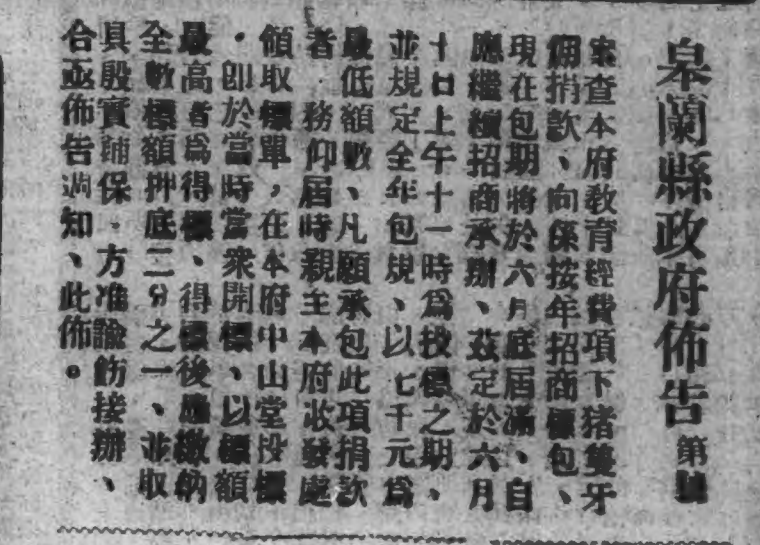 皋蘭縣政府佈告 第 號
案查本府教育經費項下猪雙牙
佣捐款、向係按年招商標包、
現在包期將於六月底屆滿、自
應繼續招商承辦、茲定於六月
十日上午十一時爲投標之期、
並規定全年包規、以七千元爲
最低額數、凡願承包此項捐款
者 務仰屆時親至本府收發處
領取標單，在本府中山堂投標
・卽於當時當衆開標、以標額
最高者爲得標、得標後應繳納
全數標額押底二分之一、並取
具殷實鋪保・方准諭飭接辦、
合亟佈告週知、此佈。